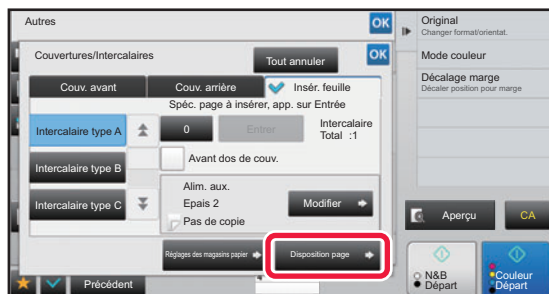 Autres
OK
Original
Changer format/orientat.
Couvertures/Intercalaires
Tout annuler
OK
Mode couleur
Couv. avant
Couv. arrière
Insér. feuille
Décalage marge
Décaler position pour marge
Spéc. page à insérer, app. sur Entrée
Intercalaire type A
0
Entrer
Intercalaire
Total :1
Intercalaire type B
Avant dos de couv.
Alim. aux.
Intercalaire type C
Epais 2
Modifier
Pas de copie
Aperçu
CA
Réglages des magasins papier
Disposition page
Précédent
N&B
Départ
Couleur
Départ